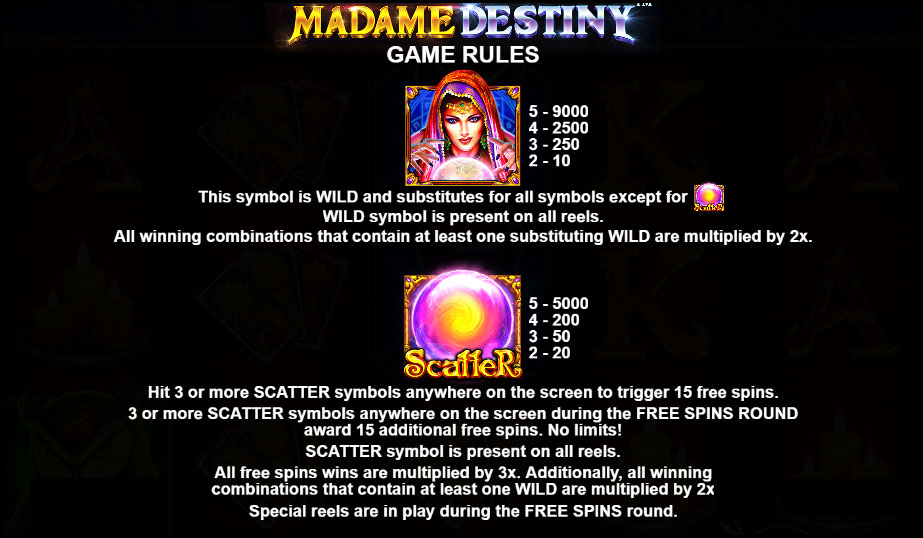 MADAME DESTINY™
GAME RULES
5 - 9000
4 - 2500
3 - 250
2 - 10
This symbol is WILD and substitutes for all symbols except for Scatter
WILD symbol is present on all reels.
All winning combinations that contain at least one substituting WILD are multiplied by 2x.
5 - 5000
4 - 200
3 - 50
2 - 20
Scatter
Hit 3 or more SCATTER symbols anywhere on the screen to trigger 15 free spins.
3 or more SCATTER symbols anywhere on the screen during the FREE SPINS ROUND
award 15 additional free spins. No limits!
SCATTER symbol is present on all reels.
All free spins wins are multiplied by 3x. Additionally, all winning
combinations that contain at least one WILD are multiplied by 2x
Special reels are in play during the FREE SPINS round.